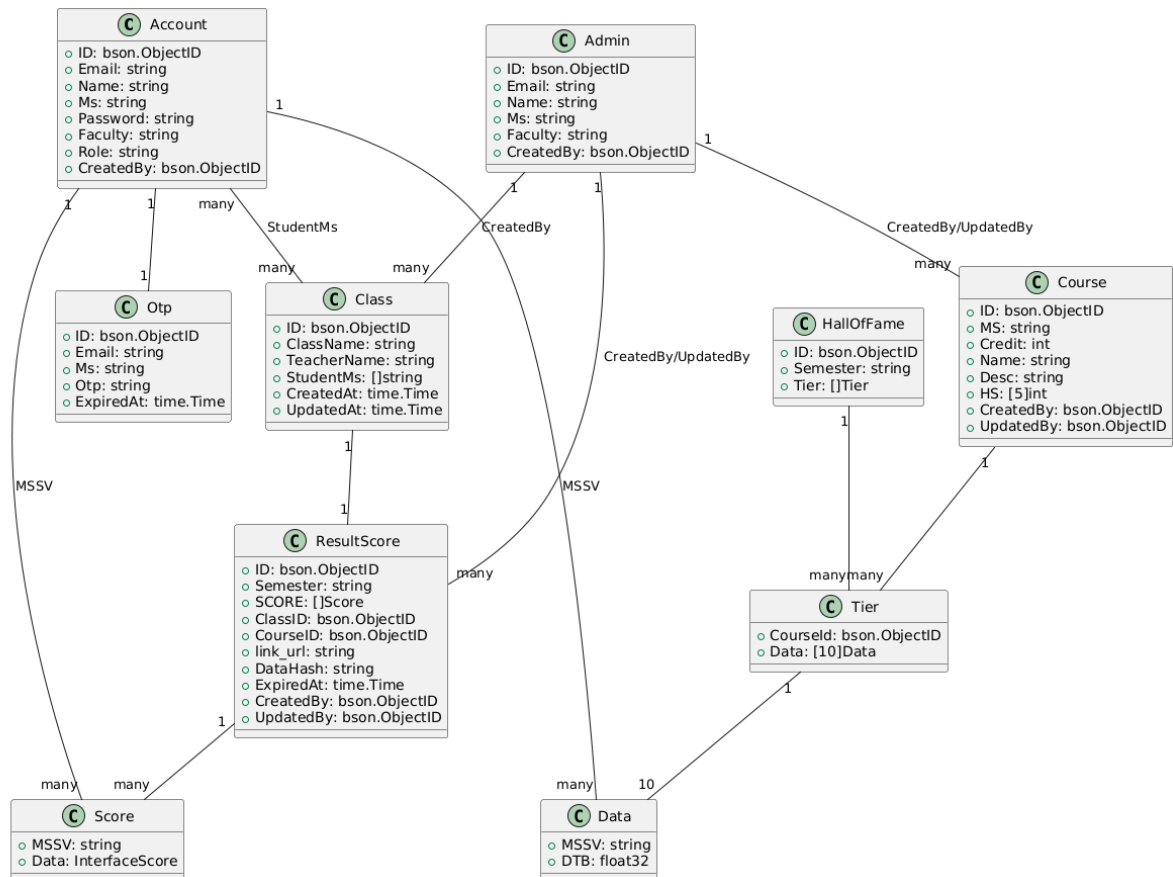 C Account
ID: bson.ObjectID
Email: string
Name: string
Ms: string
Password: string
Faculty: string
Role: string
CreatedBy: bson.ObjectID
C Admin
ID: bson.ObjectID
Email: string
Name: string
Ms: string
Faculty: string
CreatedBy: bson.ObjectID
1
1
1
1
many
1
1
StudentMs
CreatedBy
CreatedBy/UpdatedBy
1
many
many
many
C Otp
ID: bson.ObjectID
Email: string
Ms: string
Otp: string
ExpiredAt: time.Time
C Class
ID: bson.ObjectID
ClassName: string
TeacherName: string
StudentMs: []string
CreatedAt: time.Time
UpdatedAt: time.Time
CreatedBy/UpdatedBy
C HallOfFame
ID: bson.ObjectID
Semester: string
Tier: []Tier
C Course
ID: bson.ObjectID
MS: string
Credit: int
Name: string
Desc: string
HS: [5]int
CreatedBy: bson.ObjectID
UpdatedBy: bson.ObjectID
1
1
1
MSSV
MSSV
1
many
manymany
C ResultScore
ID: bson.ObjectID
Semester: string
SCORE: []Score
ClassID: bson.ObjectID
CourseID: bson.ObjectID
link_url: string
DataHash: string
ExpiredAt: time.Time
CreatedBy: bson.ObjectID
UpdatedBy: bson.ObjectID
C Tier
CourseId: bson.ObjectID
Data: [10]Data
1
1
many
many
many
10
C Score
MSSV: string
Data: InterfaceScore
C Data
MSSV: string
DTB: float32